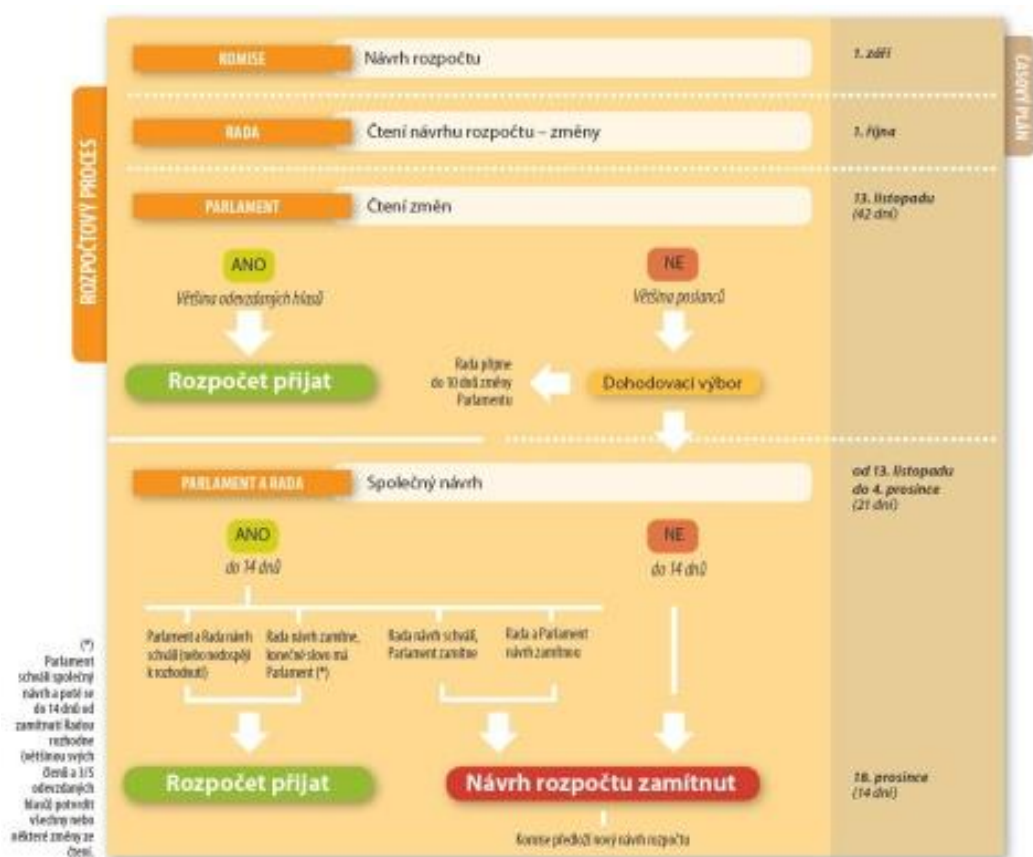 KOMISE
Návrh rozpočtu
1. září
ČASOVÝ PLÁN
ROZPOČTOVÝ PROCES
RADA
Čtení návrhu rozpočtu – změny
1. října
PARLAMENT
Čtení změn
13. listopadu
(42 dní)
ANO
Většina odevzdaných hlasů
NE
Většina poslanců
Rozpočet přijat
Rada přijme
do 10 dnů změny
Parlamentu
Dohodovací výbor
PARLAMENT A RADA
Společný návrh
od 13. listopadu
do 4. prosince
(21 dní)
ANO
do 14 dnů
NE
do 14 dnů
Parlament a Rada návrh
schválí (nebo nedospějí
k rozhodnutí)
Rada návrh zamítne,
konečné slovo má
Parlament (*)
Rada návrh schválí,
Parlament zamítne
Rada a Parlament
návrh zamítnou
Rozpočet přijat
Návrh rozpočtu zamítnut
18. prosince
(14 dní)
Komise předloží nový návrh rozpočtu
(*)
Parlament
schválí společný
návrh a poté se
do 14 dnů od
zamítnutí Radou
rozhodne
(většinou svých
členů a 3/5
odevzdaných
hlasů) potvrdit
všechny nebo
některé změny ze
čtení.